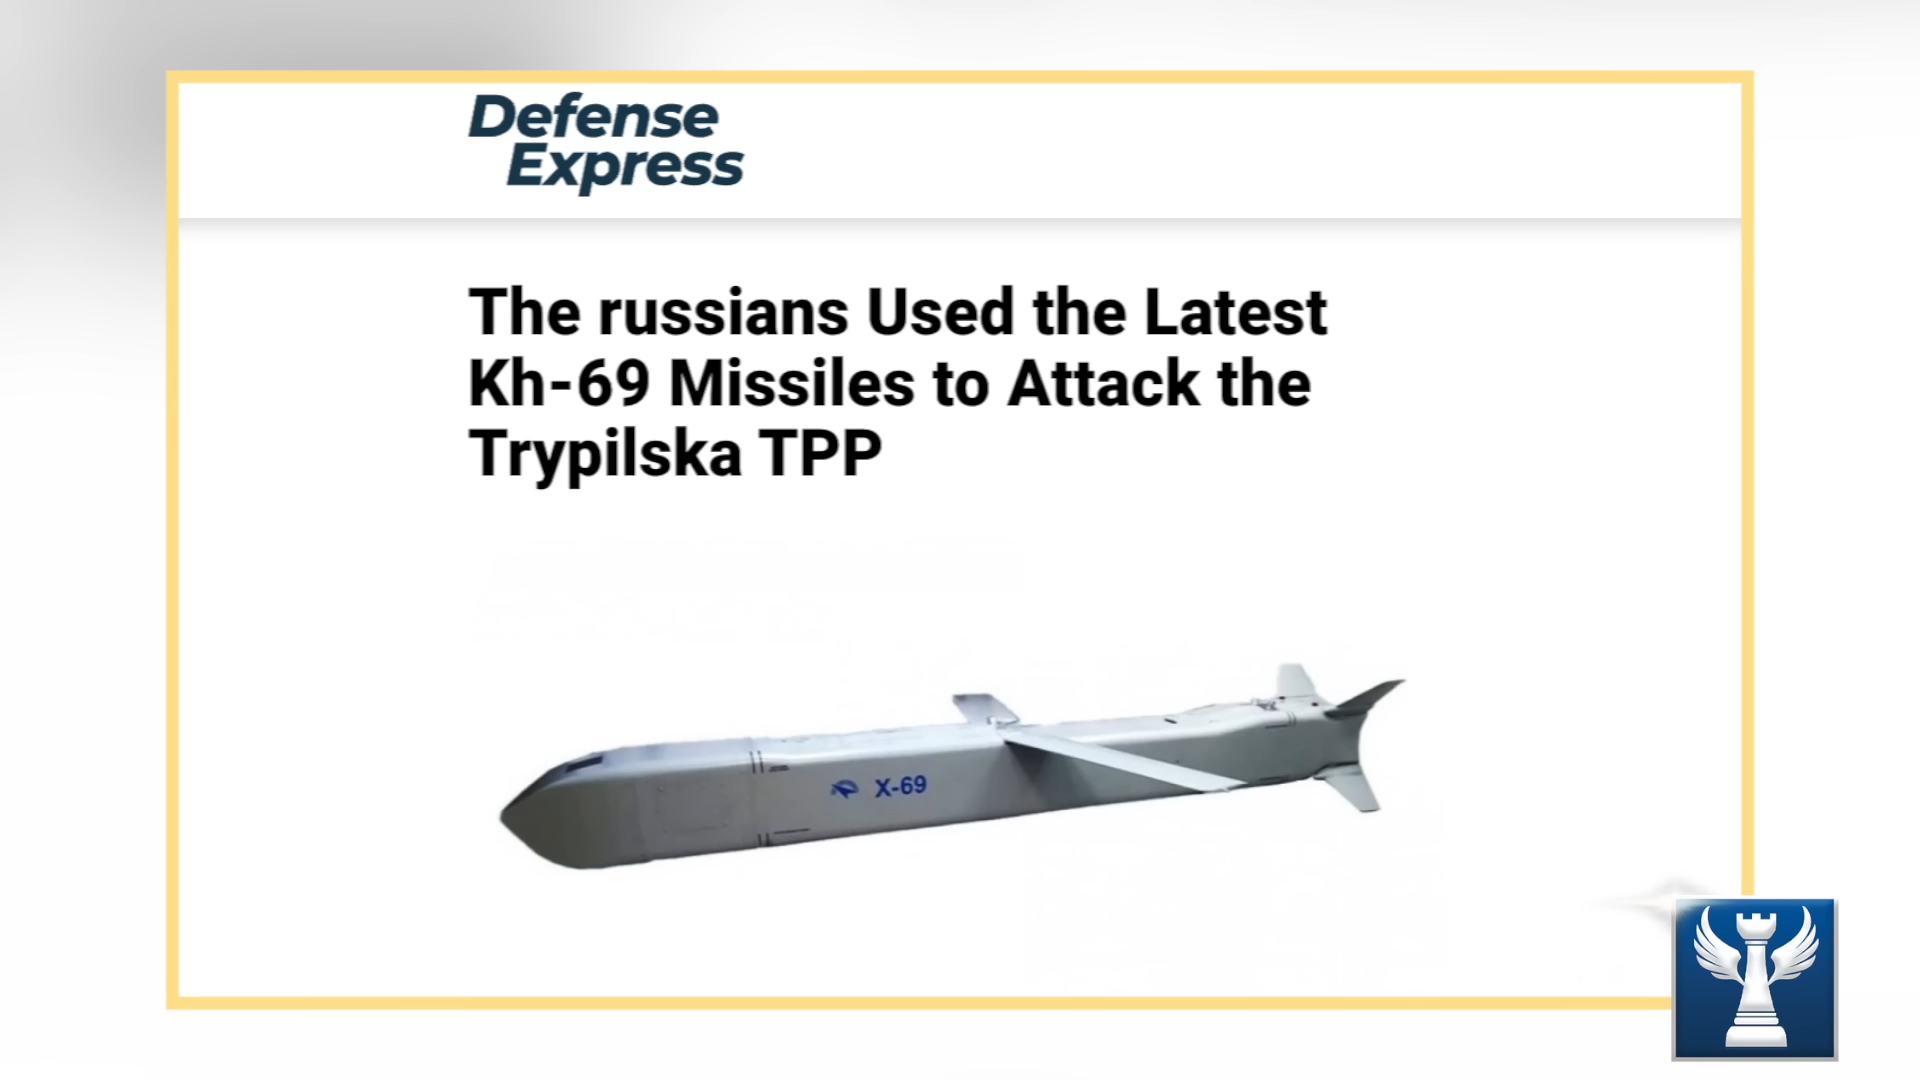 Defense
Express
The russians Used the Latest
Kh-69 Missiles to Attack the
Trypilska TPP
X-69